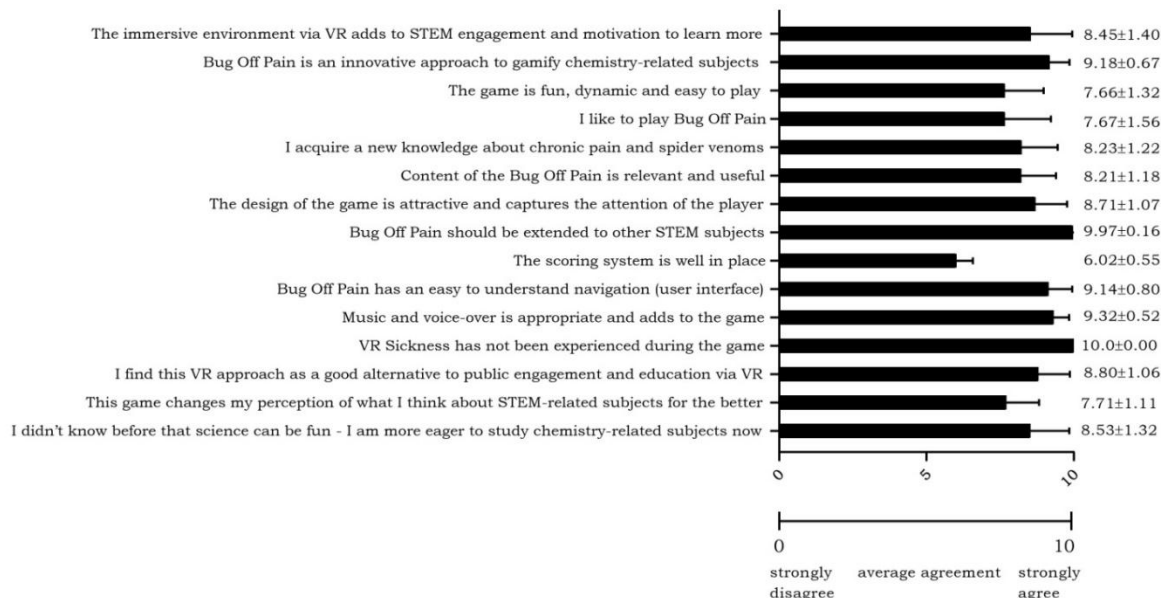 The immersive environment via VR adds to STEM engagement and motivation to learn more 8.45±1.40
Bug Off Pain is an innovative approach to gamify chemistry-related subjects 9.18±0.67
The game is fun, dynamic and easy to play 7.66±1.32
I like to play Bug Off Pain 7.67±1.56
I acquire a new knowledge about chronic pain and spider venoms 8.23±1.22
Content of the Bug Off Pain is relevant and useful 8.21±1.18
The design of the game is attractive and captures the attention of the player 8.71±1.07
Bug Off Pain should be extended to other STEM subjects 9.97±0.16
The scoring system is well in place 6.02±0.55
Bug Off Pain has an easy to understand navigation (user interface) 9.14±0.80
Music and voice-over is appropriate and adds to the game 9.32±0.52
VR Sickness has not been experienced during the game 10.0±0.00
I find this VR approach as a good alternative to public engagement and education via VR 8.80±1.06
This game changes my perception of what I think about STEM-related subjects for the better 7.71±1.11
I didn't know before that science can be fun - I am more eager to study chemistry-related subjects now 8.53±1.32
0 5 10
0 10
strongly average agreement strongly
disagree agree